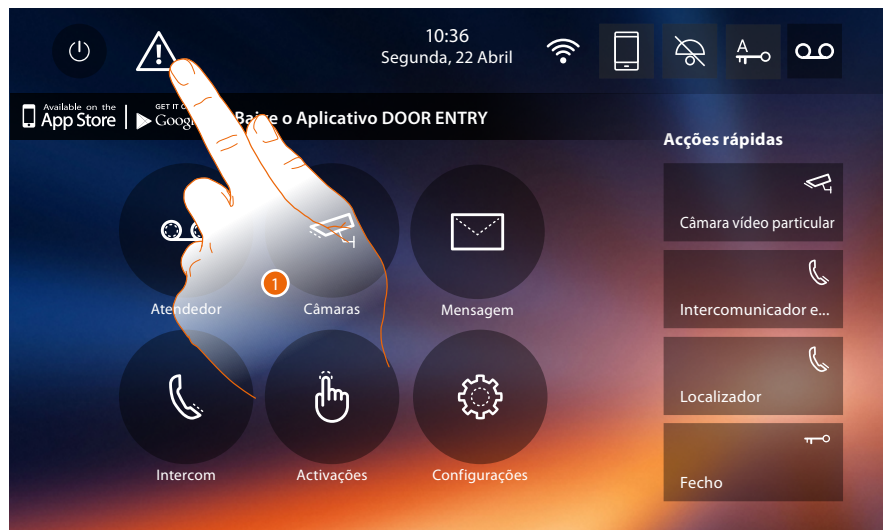 10:36
Segunda, 22 Abril
A
Available on the
App Store
GET IT O
Goog
Baixe o Aplicativo DOOR ENTRY
Acções rápidas
Câmara vídeo particular
Intercomunicador e...
Localizador
Fecho
1
Atendedor
Câmaras
Mensagem
Intercom
Activações
Configurações